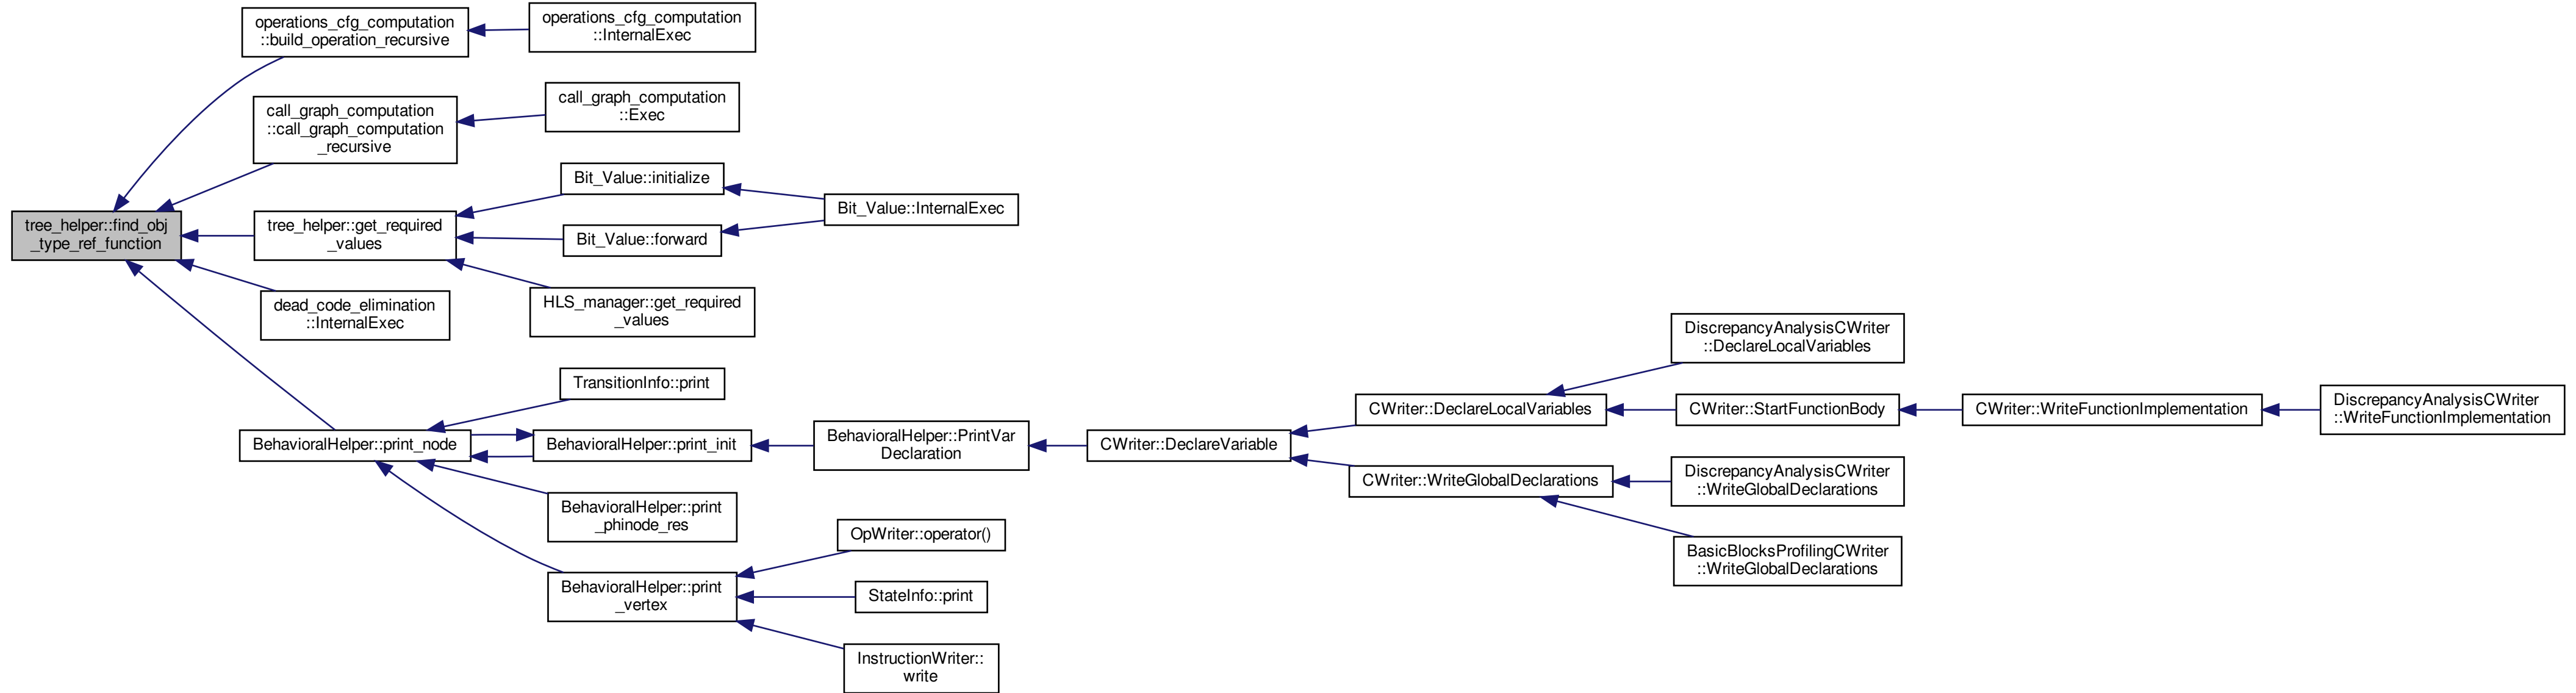 operations_cfg_computation
::build_operation_recursive
operations_cfg_computation
::InternalExec
call_graph_computation
::call_graph_computation
_recursive
call_graph_computation
::Exec
tree_helper::find_obj
_type_ref_function
tree_helper::get_required
_values
Bit_Value::initialize
Bit_Value::forward
Bit_Value::InternalExec
HLS_manager::get_required
_values
dead_code_elimination
::InternalExec
BehavioralHelper::print_node
TransitionInfo::print
BehavioralHelper::print_init
BehavioralHelper::PrintVar
Declaration
CWriter::DeclareVariable
CWriter::DeclareLocalVariables
DiscrepancyAnalysisCWriter
::DeclareLocalVariables
CWriter::StartFunctionBody
CWriter::WriteFunctionImplementation
DiscrepancyAnalysisCWriter
::WriteFunctionImplementation
CWriter::WriteGlobalDeclarations
DiscrepancyAnalysisCWriter
::WriteGlobalDeclarations
BasicBlocksProfilingCWriter
::WriteGlobalDeclarations
BehavioralHelper::print
_phinode_res
BehavioralHelper::print
_vertex
OpWriter::operator()
StateInfo::print
InstructionWriter::
write